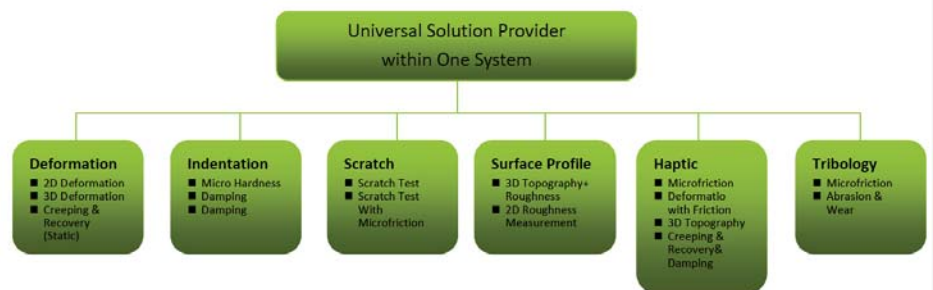 Universal Solution Provider
within One System
Deformation
■ 2D Deformation
■ 3D Deformation
■ Creeping &
Recovery
(Static)
Indentation
■ Micro Hardness
■ Damping
■ Damping
Scratch
■ Scratch Test
■ Scratch Test
With
Microfriction
Surface Profile
■ 3D Topography+
Roughness
■ 2D Roughness
Measurement
Haptic
■ Microfriction
■ Deformatio
with Friction
■ 3D Topography
■ Creeping &
Recovery&
Damping
Tribology
■ Microfriction
■ Abrasion &
Wear